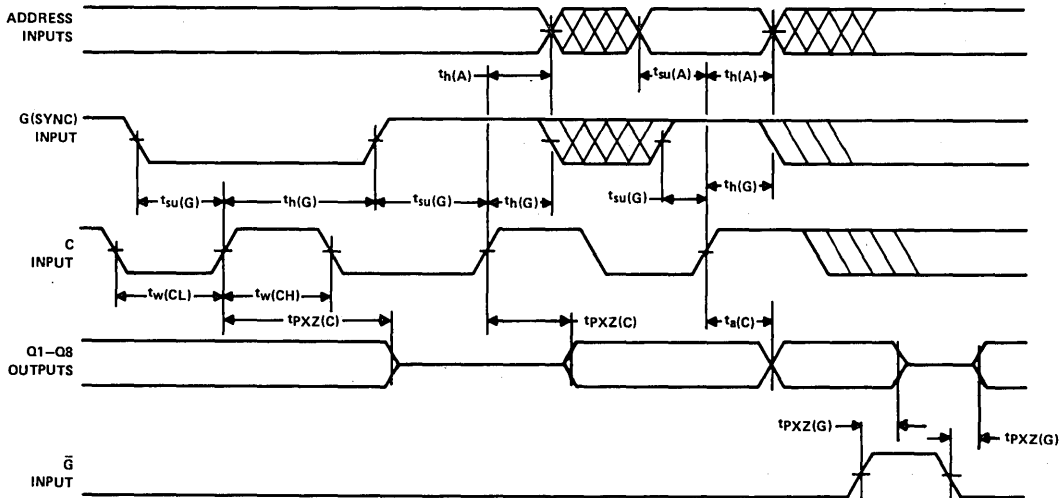 ADDRESS
INPUTS
th(A)
tsu(A)
th(A)
G(SYNC)
INPUT
tsu(G)
th(G)
tsu(G)
th(G)
tsu(G)
th(G)
C
INPUT
tw(CL)
tw(CH)
tPXZ(C)
tPXZ(C)
ta(C)
Q1–Q8
OUTPUTS
tPXZ(G)
tPXZ(G)
G̅
INPUT